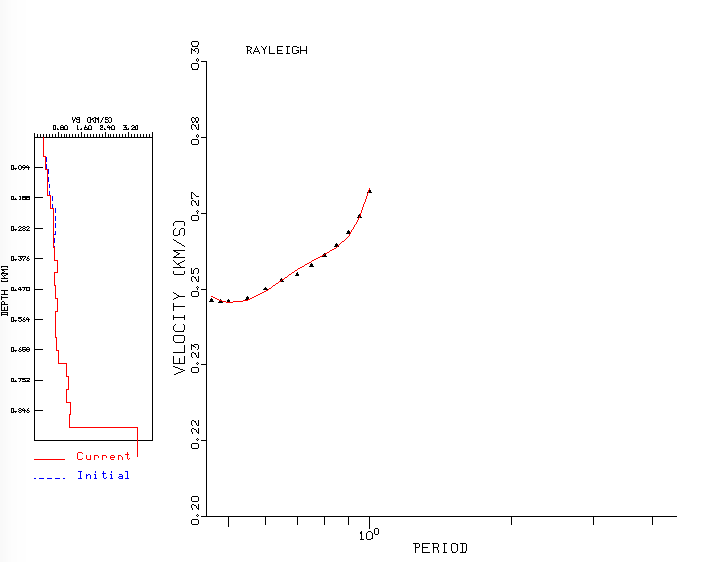 RAYLEIGH
VS (KM/S)
0.80 1.60 2.40 3.20
DEPTH (KM)
0.094
0.188
0.282
0.376
0.470
0.564
0.658
0.752
0.846
Current
Initial
VELOCITY (KM/S)
0.30
0.28
0.27
0.25
0.23
0.22
0.20
10⁰
PERIOD